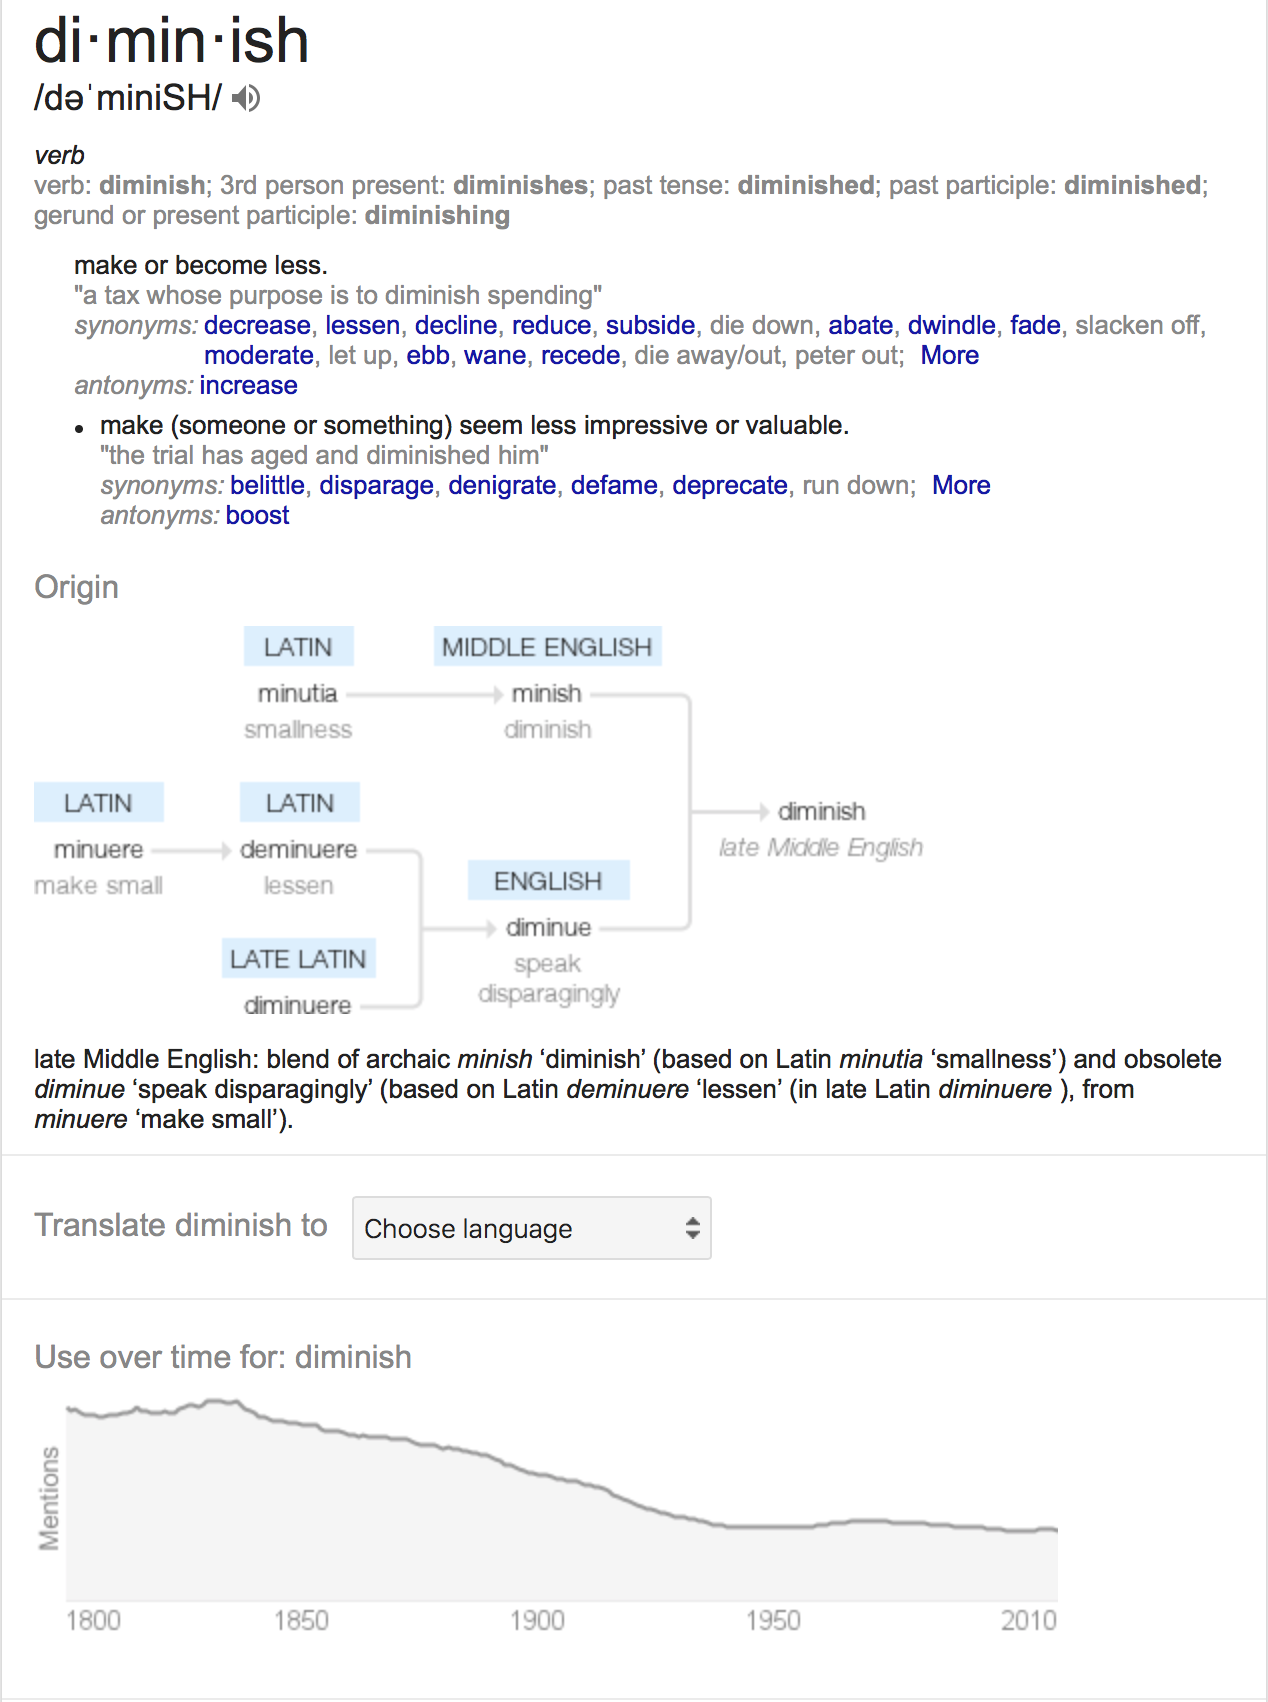 di·min·ish
/dəˈminiSH/
verb
verb: diminish; 3rd person present: diminishes; past tense: diminished; past participle: diminished;
gerund or present participle: diminishing
make or become less.
"a tax whose purpose is to diminish spending"
synonyms: decrease, lessen, decline, reduce, subside, die down, abate, dwindle, fade, slacken off,
moderate, let up, ebb, wane, recede, die away/out, peter out; More
antonyms: increase
• make (someone or something) seem less impressive or valuable.
"the trial has aged and diminished him"
synonyms: belittle, disparage, denigrate, defame, deprecate, run down; More
antonyms: boost
Origin
LATIN MIDDLE ENGLISH
minutia minish
smallness diminish
LATIN LATIN
diminish
minuere deminuere
late Middle English
make small lessen
ENGLISH
diminue
LATE LATIN
speak
disparagingly
diminuere
late Middle English: blend of archaic minish ‘diminish’ (based on Latin minutia ‘smallness’) and obsolete
diminue ‘speak disparagingly’ (based on Latin deminuere ‘lessen’ (in late Latin diminuere ), from
minuere ‘make small’).
Translate diminish to Choose language
Use over time for: diminish
Mentions
1800 1850 1900 1950 2010